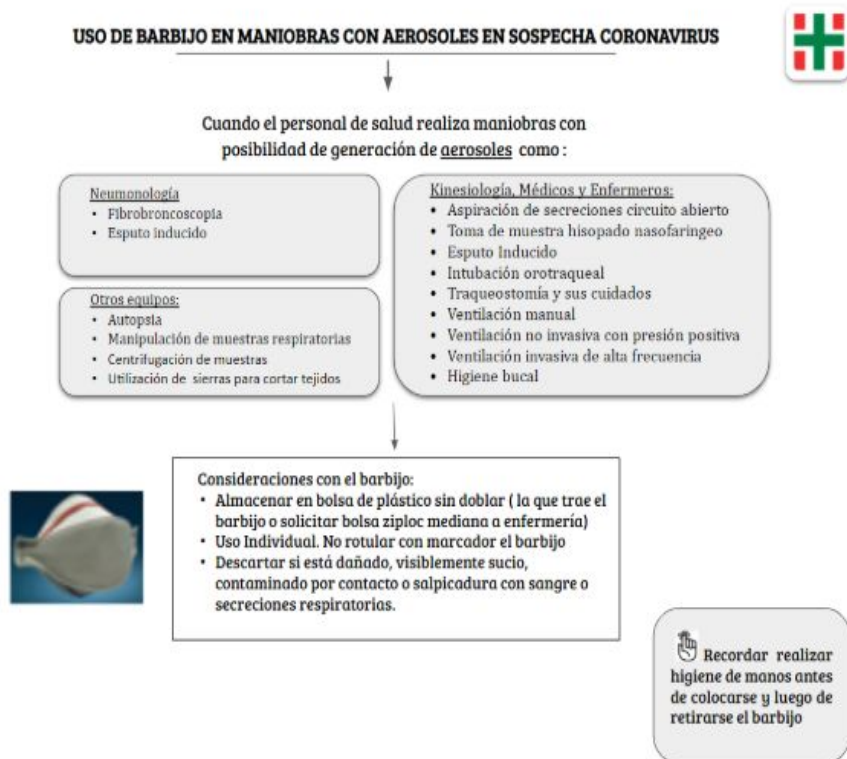 USO DE BARBIJO EN MANIOBRAS CON AEROSOLES EN SOSPECHA CORONAVIRUS
Cuando el personal de salud realiza maniobras con
posibilidad de generación de aerosoles como :
Neumonología
• Fibrobroncoscopia
• Esputo inducido
Otros equipos:
• Autopsia
• Manipulación de muestras respiratorias
• Centrifugación de muestras
• Utilización de sierras para cortar tejidos
Kinesiología, Médicos y Enfermeros:
• Aspiración de secreciones circuito abierto
• Toma de muestra hisopado nasofaringeo
• Esputo Inducido
• Intubación orotraqueal
• Traqueostomía y sus cuidados
• Ventilación manual
• Ventilación no invasiva con presión positiva
• Ventilación invasiva de alta frecuencia
• Higiene bucal
Consideraciones con el barbijo:
• Almacenar en bolsa de plástico sin doblar ( la que trae el
barbijo o solicitar bolsa ziploc mediana a enfermería)
• Uso Individual. No rotular con marcador el barbijo
• Descartar si está dañado, visiblemente sucio,
contaminado por contacto o salpicadura con sangre o
secreciones respiratorias.
Recordar realizar
higiene de manos antes
de colocarse y luego de
retirarse el barbijo